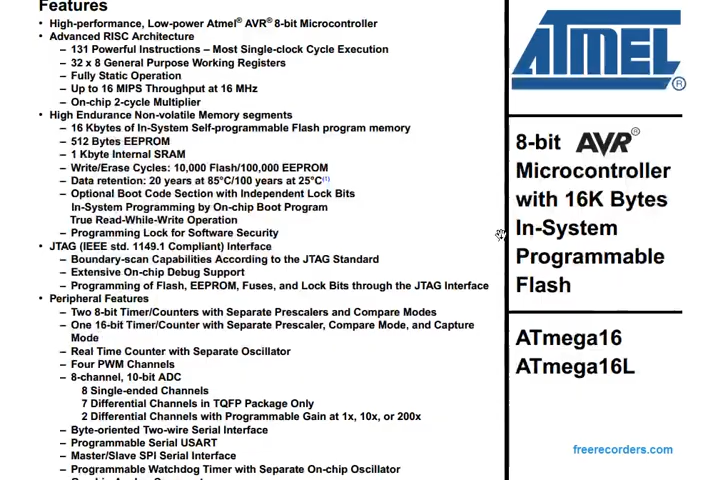 Features
• High-performance, Low-power Atmel® AVR® 8-bit Microcontroller
• Advanced RISC Architecture
– 131 Powerful Instructions – Most Single-clock Cycle Execution
– 32 x 8 General Purpose Working Registers
– Fully Static Operation
– Up to 16 MIPS Throughput at 16 MHz
– On-chip 2-cycle Multiplier
• High Endurance Non-volatile Memory segments
– 16 Kbytes of In-System Self-programmable Flash program memory
– 512 Bytes EEPROM
– 1 Kbyte Internal SRAM
– Write/Erase Cycles: 10,000 Flash/100,000 EEPROM
– Data retention: 20 years at 85°C/100 years at 25°C(1)
– Optional Boot Code Section with Independent Lock Bits
In-System Programming by On-chip Boot Program
True Read-While-Write Operation
– Programming Lock for Software Security
• JTAG (IEEE std. 1149.1 Compliant) Interface
– Boundary-scan Capabilities According to the JTAG Standard
– Extensive On-chip Debug Support
– Programming of Flash, EEPROM, Fuses, and Lock Bits through the JTAG Interface
• Peripheral Features
– Two 8-bit Timer/Counters with Separate Prescalers and Compare Modes
– One 16-bit Timer/Counter with Separate Prescaler, Compare Mode, and Capture
Mode
– Real Time Counter with Separate Oscillator
– Four PWM Channels
– 8-channel, 10-bit ADC
8 Single-ended Channels
7 Differential Channels in TQFP Package Only
2 Differential Channels with Programmable Gain at 1x, 10x, or 200x
– Byte-oriented Two-wire Serial Interface
– Programmable Serial USART
– Master/Slave SPI Serial Interface
– Programmable Watchdog Timer with Separate On-chip Oscillator
ATMEL®
8-bit AVR®
Microcontroller
with 16K Bytes
In-System
Programmable
Flash
ATmega16
ATmega16L
freerecorders.com